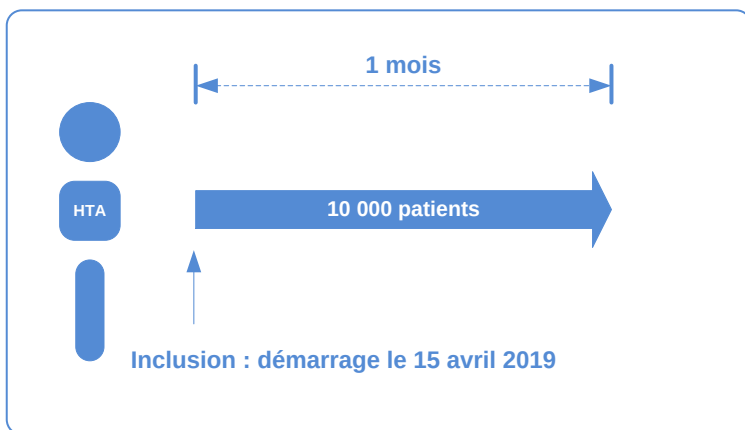 1 mois
HTA
10 000 patients
Inclusion : démarrage le 15 avril 2019